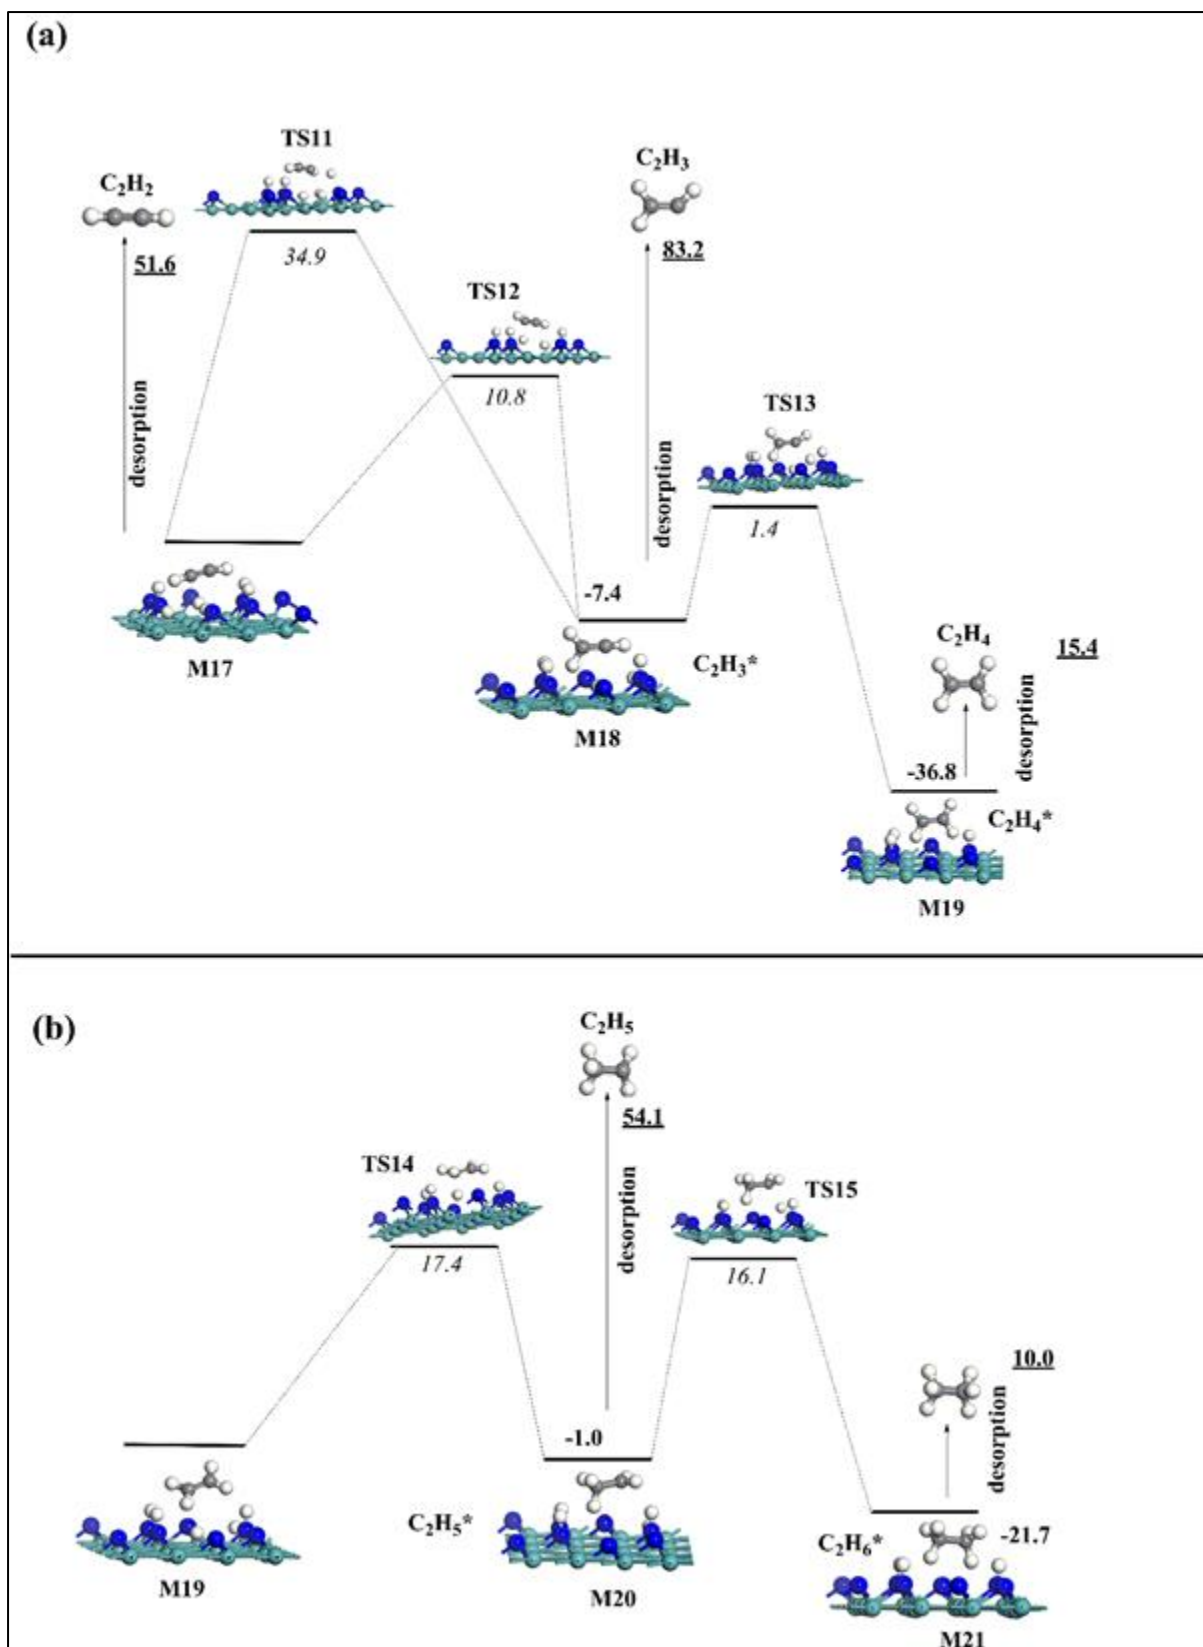 (a)
TS11
C₂H₂
C₂H₃
51.6
34.9
83.2
TS12
desorption
10.8
TS13
desorption
1.4
-7.4
C₂H₄
15.4
M17
C₂H₃*
desorption
M18
-36.8
C₂H₄*
M19
(b)
C₂H₅
54.1
TS14
TS15
desorption
17.4
16.1
10.0
desorption
-1.0
C₂H₅*
C₂H₆*
-21.7
M19
M20
M21